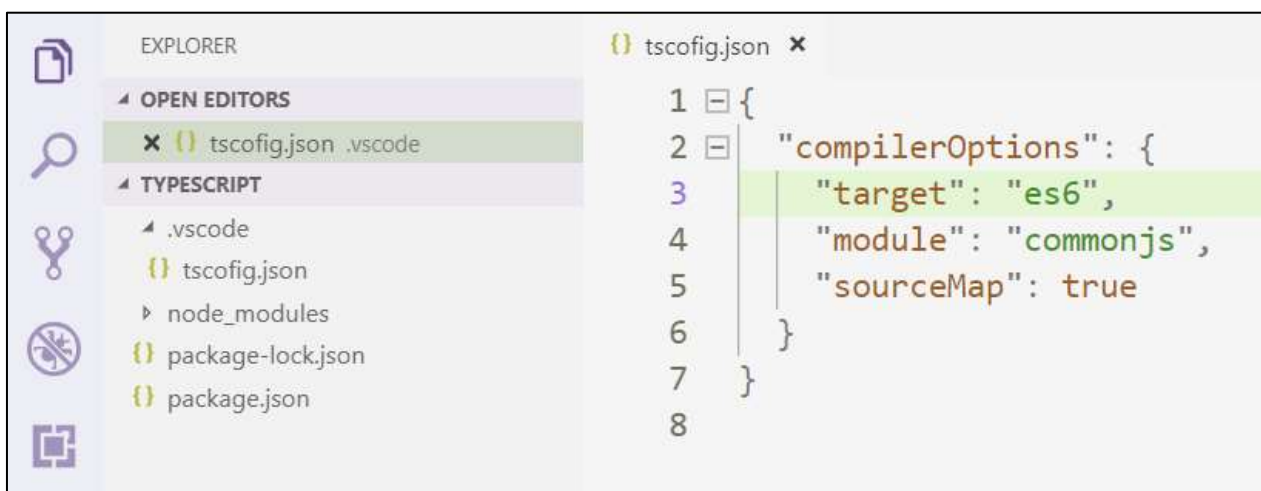 EXPLORER
OPEN EDITORS
tscofig.json .vscode
TYPESCRIPT
.vscode
tscofig.json
node_modules
package-lock.json
package.json
tscofig.json
1 {
2 "compilerOptions": {
3 "target": "es6",
4 "module": "commonjs",
5 "sourceMap": true
6 }
7 }
8